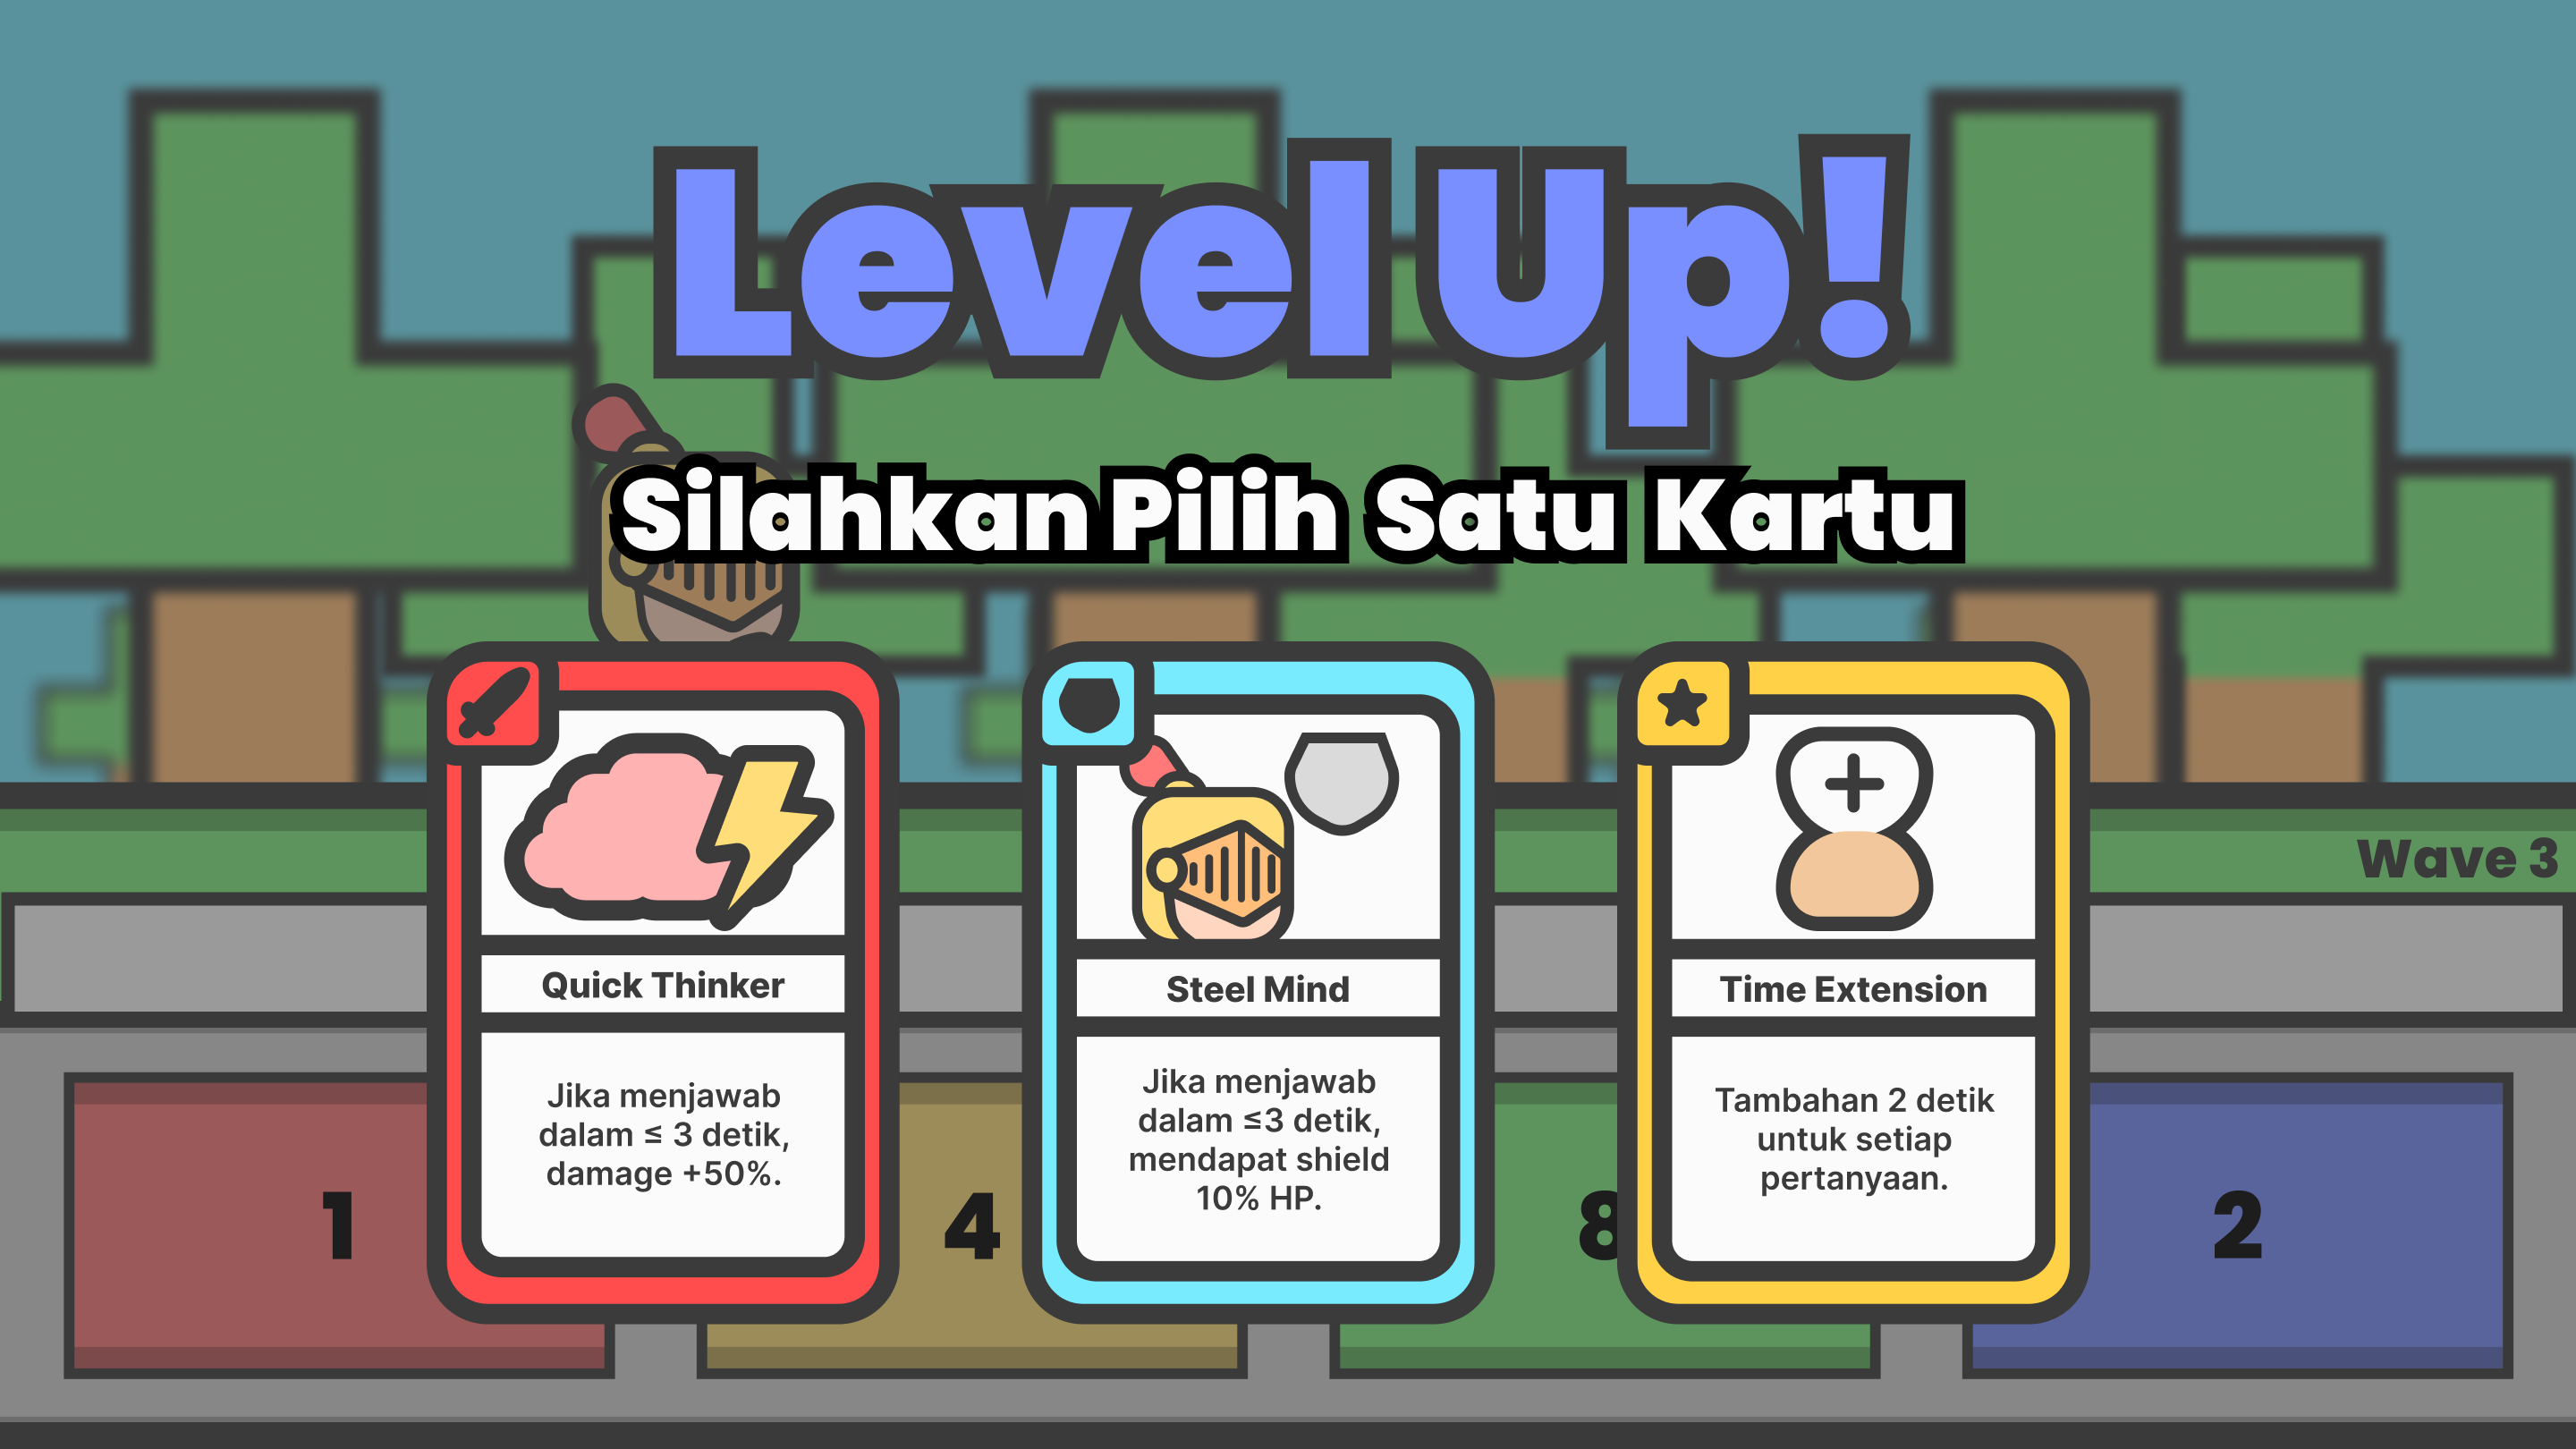 Level Up!
Silahkan Pilih Satu Kartu
Wave 3
Quick Thinker
Jika menjawab
dalam ≤ 3 detik,
damage +50%.
Steel Mind
Jika menjawab
dalam ≤3 detik,
mendapat shield
10% HP.
Time Extension
Tambahan 2 detik
untuk setiap
pertanyaan.
1
4
8
2